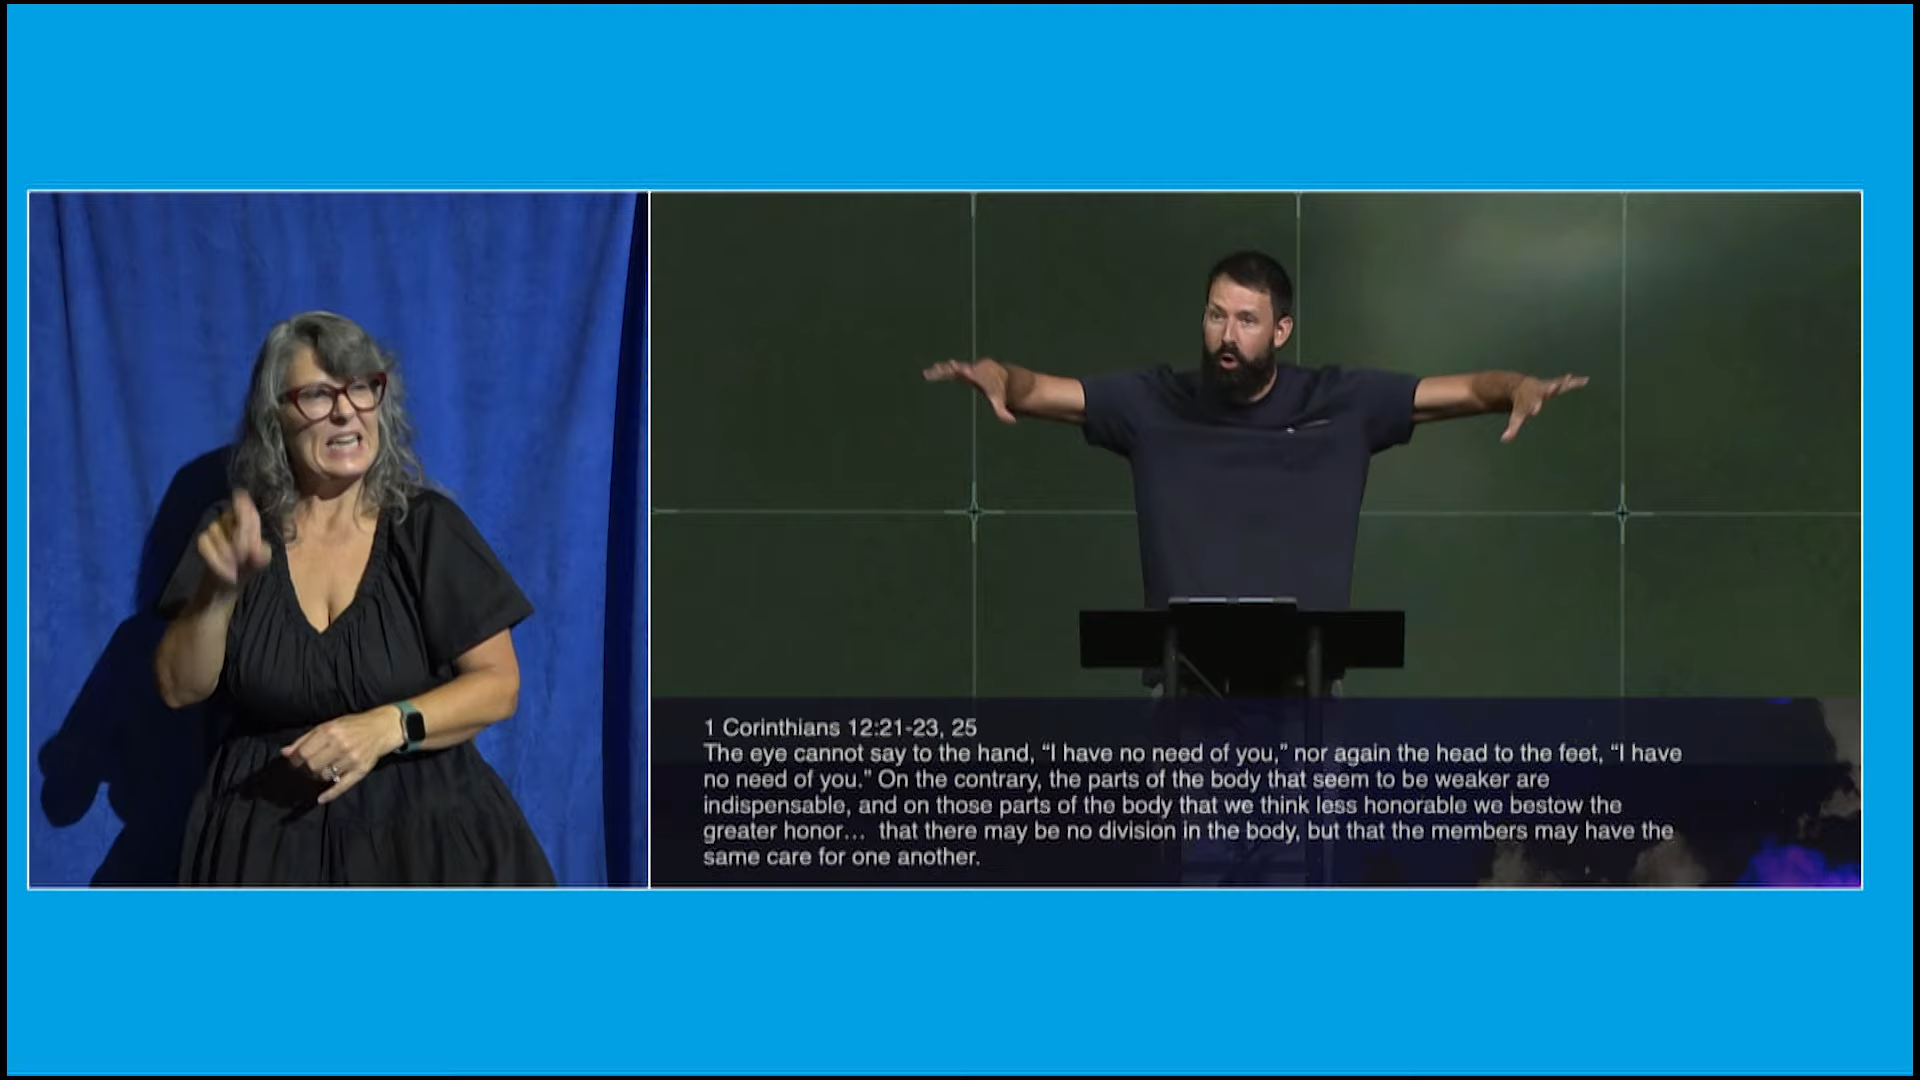 1 Corinthians 12:21-23, 25
The eye cannot say to the hand, “I have no need of you,” nor again the head to the feet, “I have
no need of you.” On the contrary, the parts of the body that seem to be weaker are
indispensable, and on those parts of the body that we think less honorable we bestow the
greater honor… that there may be no division in the body, but that the members may have the
same care for one another.